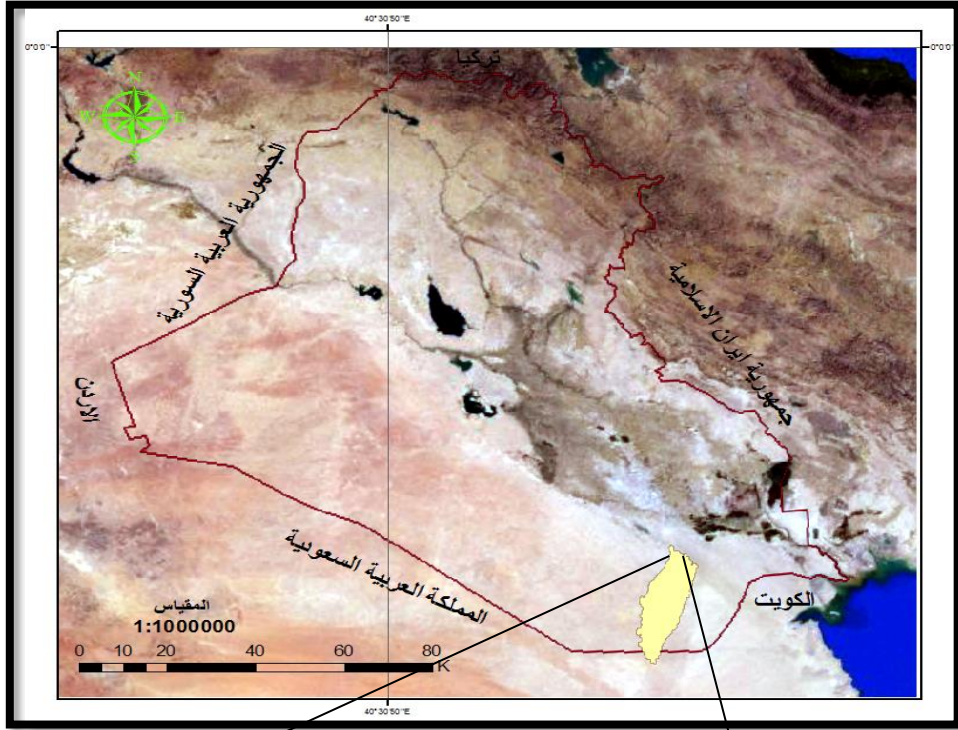 40°30'50"E
0°0'0"
0°0'0"
تركيا
N
W
E
S
الجمهورية العربية السورية
جمهورية ايران الاسلامية
الاردن
المملكة العربية السعودية
الكويت
المقياس
1:1000000
0 10 20 40 60 80
K
40°30'50"E